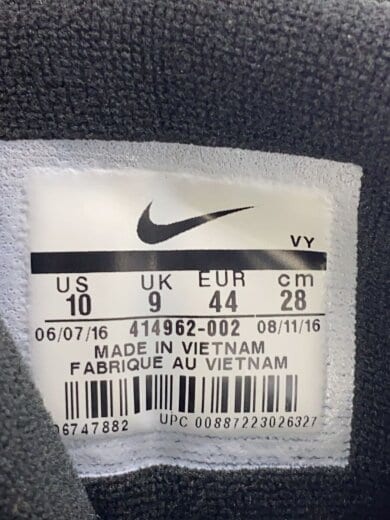 VY
US UK EUR cm
10 9 44 28
06/07/16 414962-002 08/11/16
MADE IN VIETNAM
FABRIQUE AU VIETNAM
06747882 UPC 00887223026327